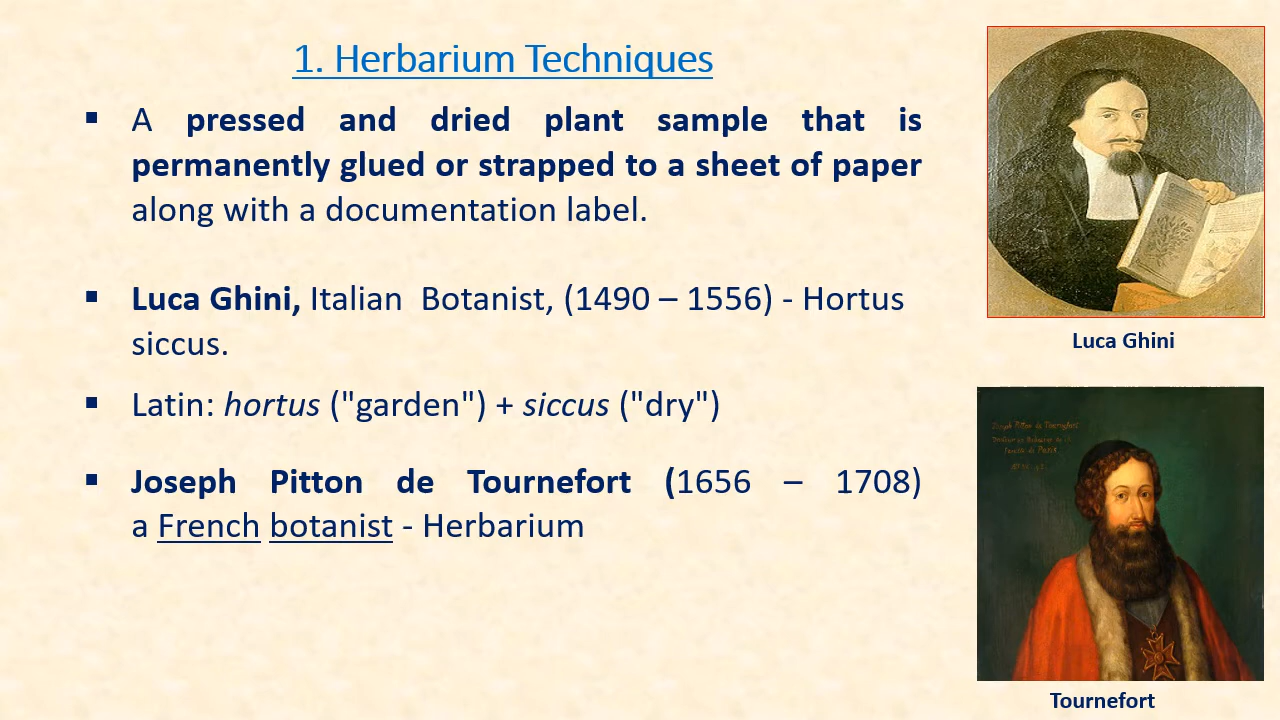 1. Herbarium Techniques
▪ A pressed and dried plant sample that is
permanently glued or strapped to a sheet of paper
along with a documentation label.
▪ Luca Ghini, Italian Botanist, (1490 – 1556) - Hortus
siccus.
▪ Latin: hortus ("garden") + siccus ("dry")
▪ Joseph Pitton de Tournefort (1656 – 1708)
a French botanist - Herbarium
Luca Ghini
Tournefort